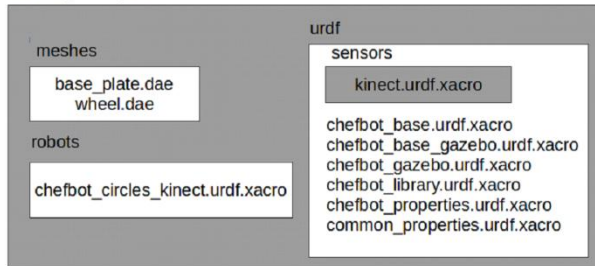 meshes
base_plate.dae
wheel.dae
robots
chefbot_circles_kinect.urdf.xacro
urdf
sensors
kinect.urdf.xacro
chefbot_base.urdf.xacro
chefbot_base_gazebo.urdf.xacro
chefbot_gazebo.urdf.xacro
chefbot_library.urdf.xacro
chefbot_properties.urdf.xacro
common_properties.urdf.xacro